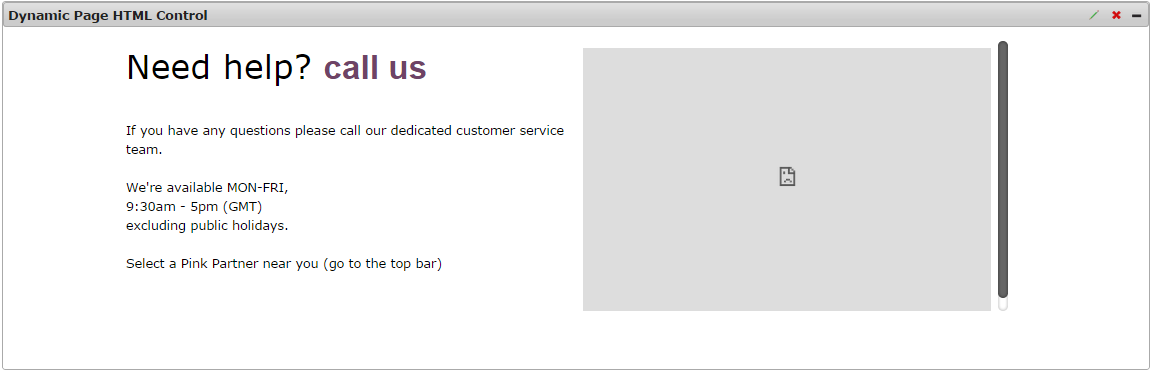 Dynamic Page HTML Control
Need help? call us
If you have any questions please call our dedicated customer service
team.
We're available MON-FRI,
9:30am - 5pm (GMT)
excluding public holidays.
Select a Pink Partner near you (go to the top bar)